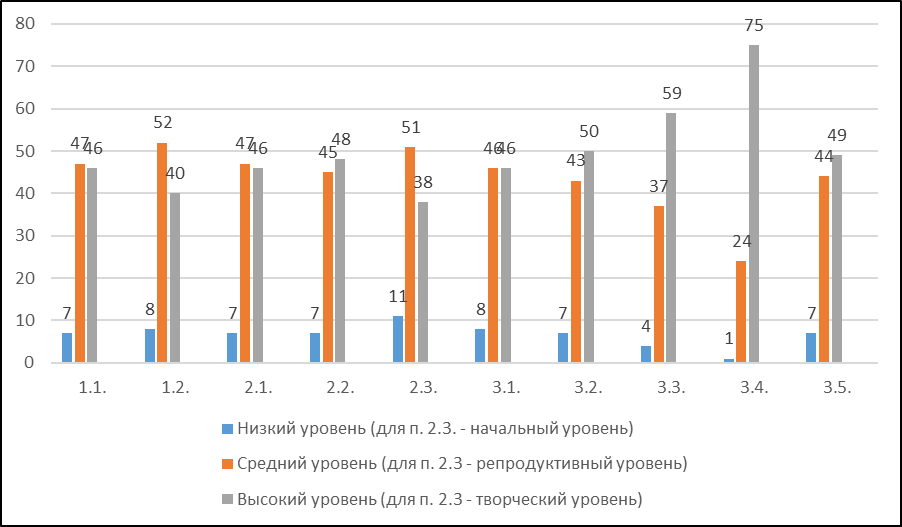 80
70
60
50
40
30
20
10
0
7 47 46
8 52 40
7 47 46
7 45 48
11 51 38
8 46 46
7 43 50
4 37 59
1 24 75
7 44 49
1.1. 1.2. 2.1. 2.2. 2.3. 3.1. 3.2. 3.3. 3.4. 3.5.
Низкий уровень (для п. 2.3. - начальный уровень)
Средний уровень (для п. 2.3 - репродуктивный уровень)
Высокий уровень (для п. 2.3 - творческий уровень)